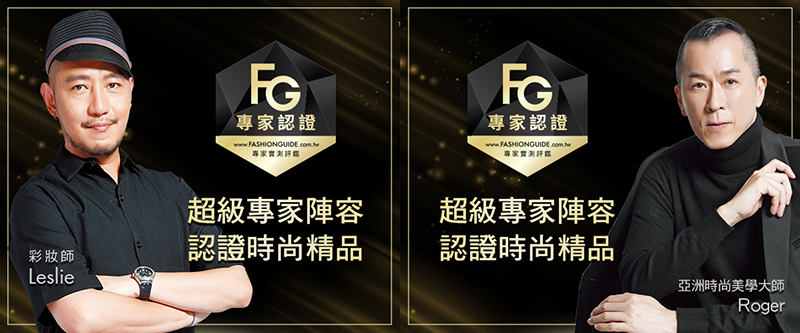 FG
專家認證
www.FASHIONGUIDE.com.tw
專家實測評鑑
超級專家陣容
認證時尚精品
彩妝師
Leslie
FG
專家認證
www.FASHIONGUIDE.com.tw
專家實測評鑑
超級專家陣容
認證時尚精品
亞洲時尚美學大師
Roger